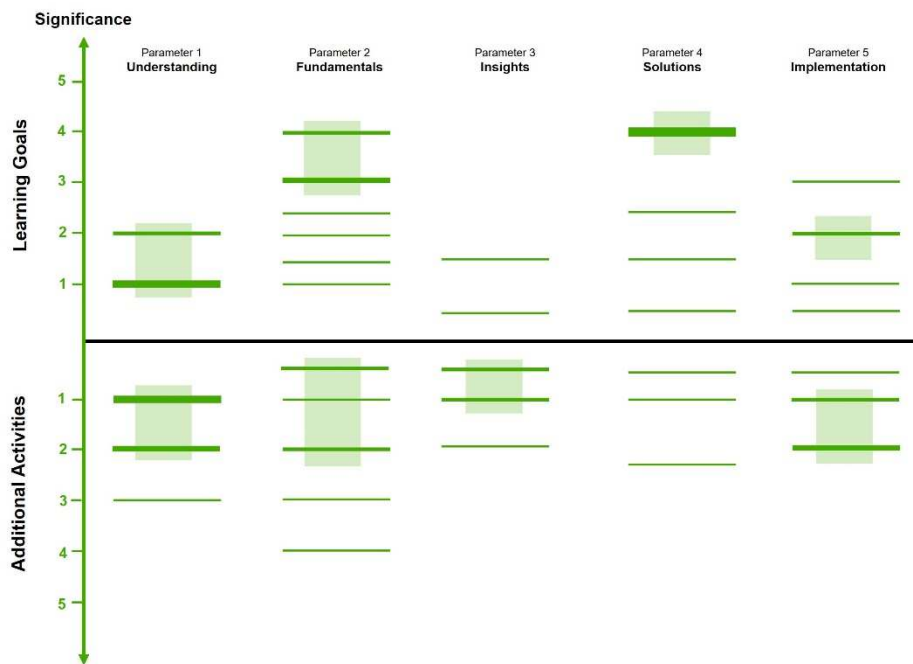 Significance
Parameter 1
Understanding
Parameter 2
Fundamentals
Parameter 3
Insights
Parameter 4
Solutions
Parameter 5
Implementation
Learning Goals
5
4
3
2
1
Additional Activities
1
2
3
4
5